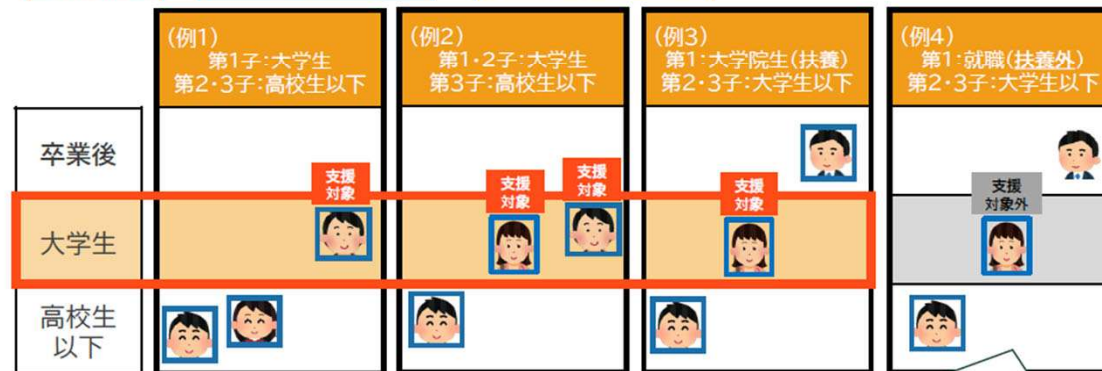 (例1)
第1子:大学生
第2・3子:高校生以下
(例2)
第1・2子:大学生
第3子:高校生以下
(例3)
第1:大学院生(扶養)
第2・3子:大学生以下
(例4)
第1:就職(扶養外)
第2・3子:大学生以下
卒業後
支援
対象
支援
対象
支援
対象
支援
対象
支援
対象外
大学生
高校生
以下